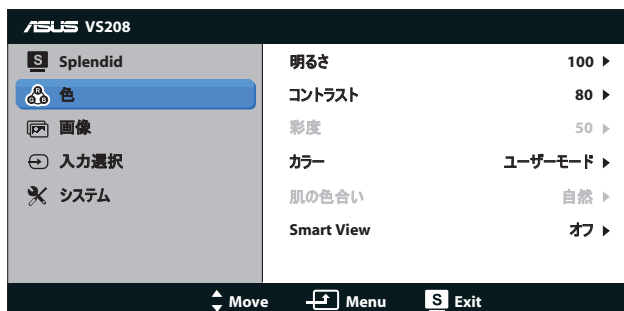 ASUS VS208
S Splendid
色
画像
入力選択
システム
明るさ 100
コントラスト 80
彩度 50
カラー ユーザーモード
肌の色合い 自然
Smart View オフ
Move Menu S Exit